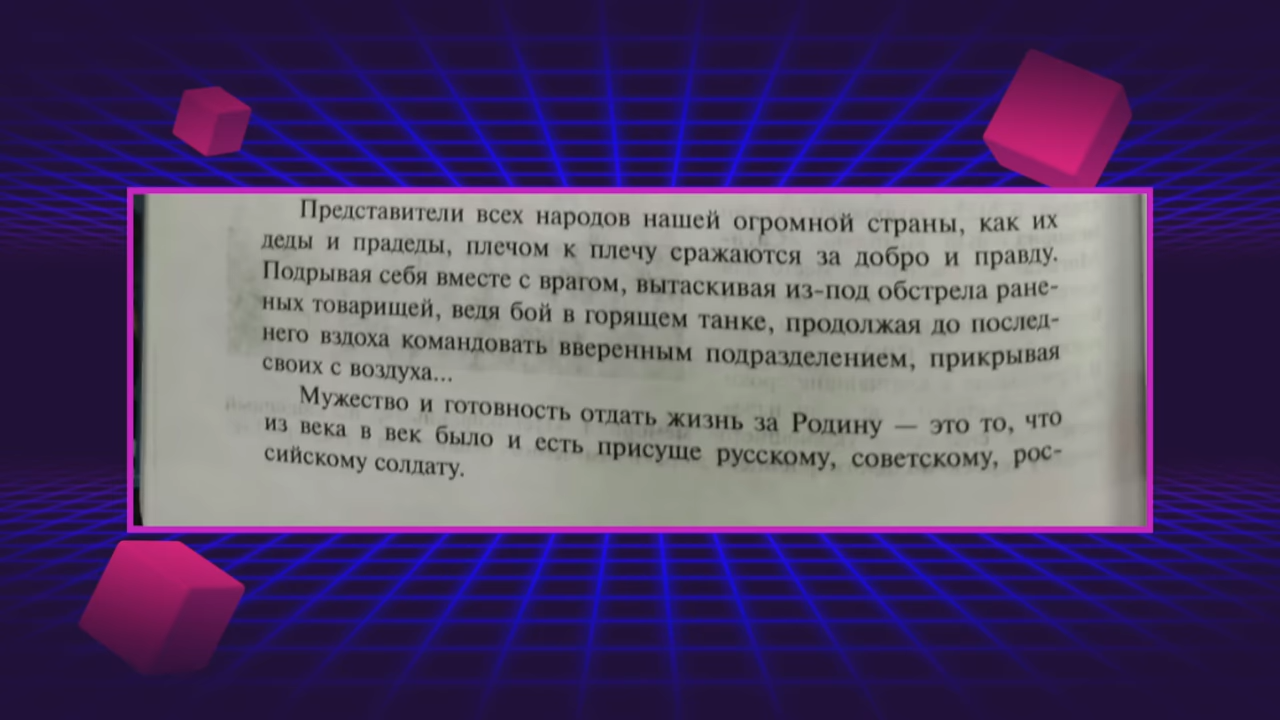 Представители всех народов нашей огромной страны, как их
деды и прадеды, плечом к плечу сражаются за добро и правду.
Подрывая себя вместе с врагом, вытаскивая из-под обстрела ране-
ных товарищей, ведя бой в горящем танке, продолжая до послед-
него вздоха командовать вверенным подразделением, прикрывая
своих с воздуха...
Мужество и готовность отдать жизнь за Родину — это то, что
из века в век было и есть присуще русскому, советскому, рос-
сийскому солдату.